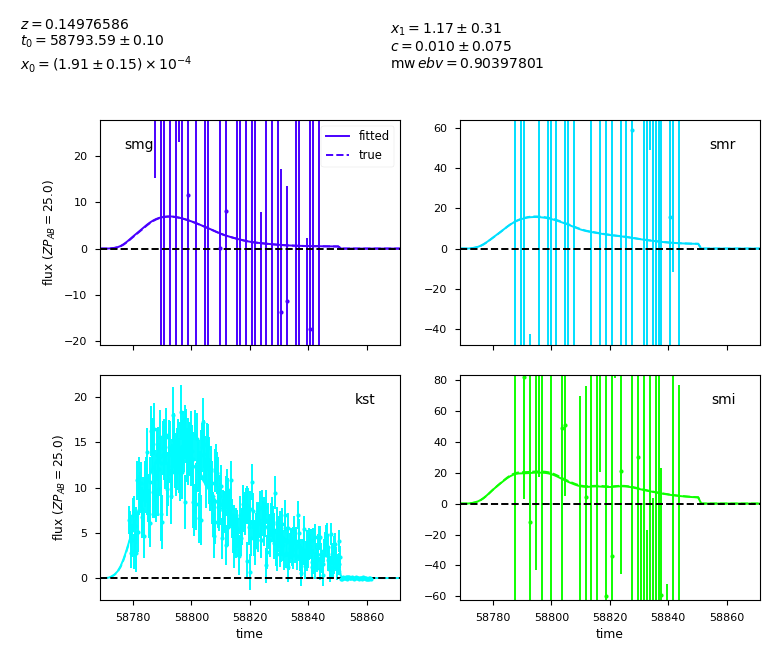 z = 0.14976586
t₀ = 58793.59 ± 0.10
x₀ = (1.91 ± 0.15) × 10⁻⁴
x₁ = 1.17 ± 0.31
c = 0.010 ± 0.075
mw ebv = 0.90397801
smg
fitted
true
flux (ZP_AB = 25.0)
20
10
0
−10
−20
smr
60
40
20
0
−20
−40
kst
flux (ZP_AB = 25.0)
20
15
10
5
0
58780 58800 58820 58840 58860
time
smi
80
60
40
20
0
−20
−40
−60
58780 58800 58820 58840 58860
time